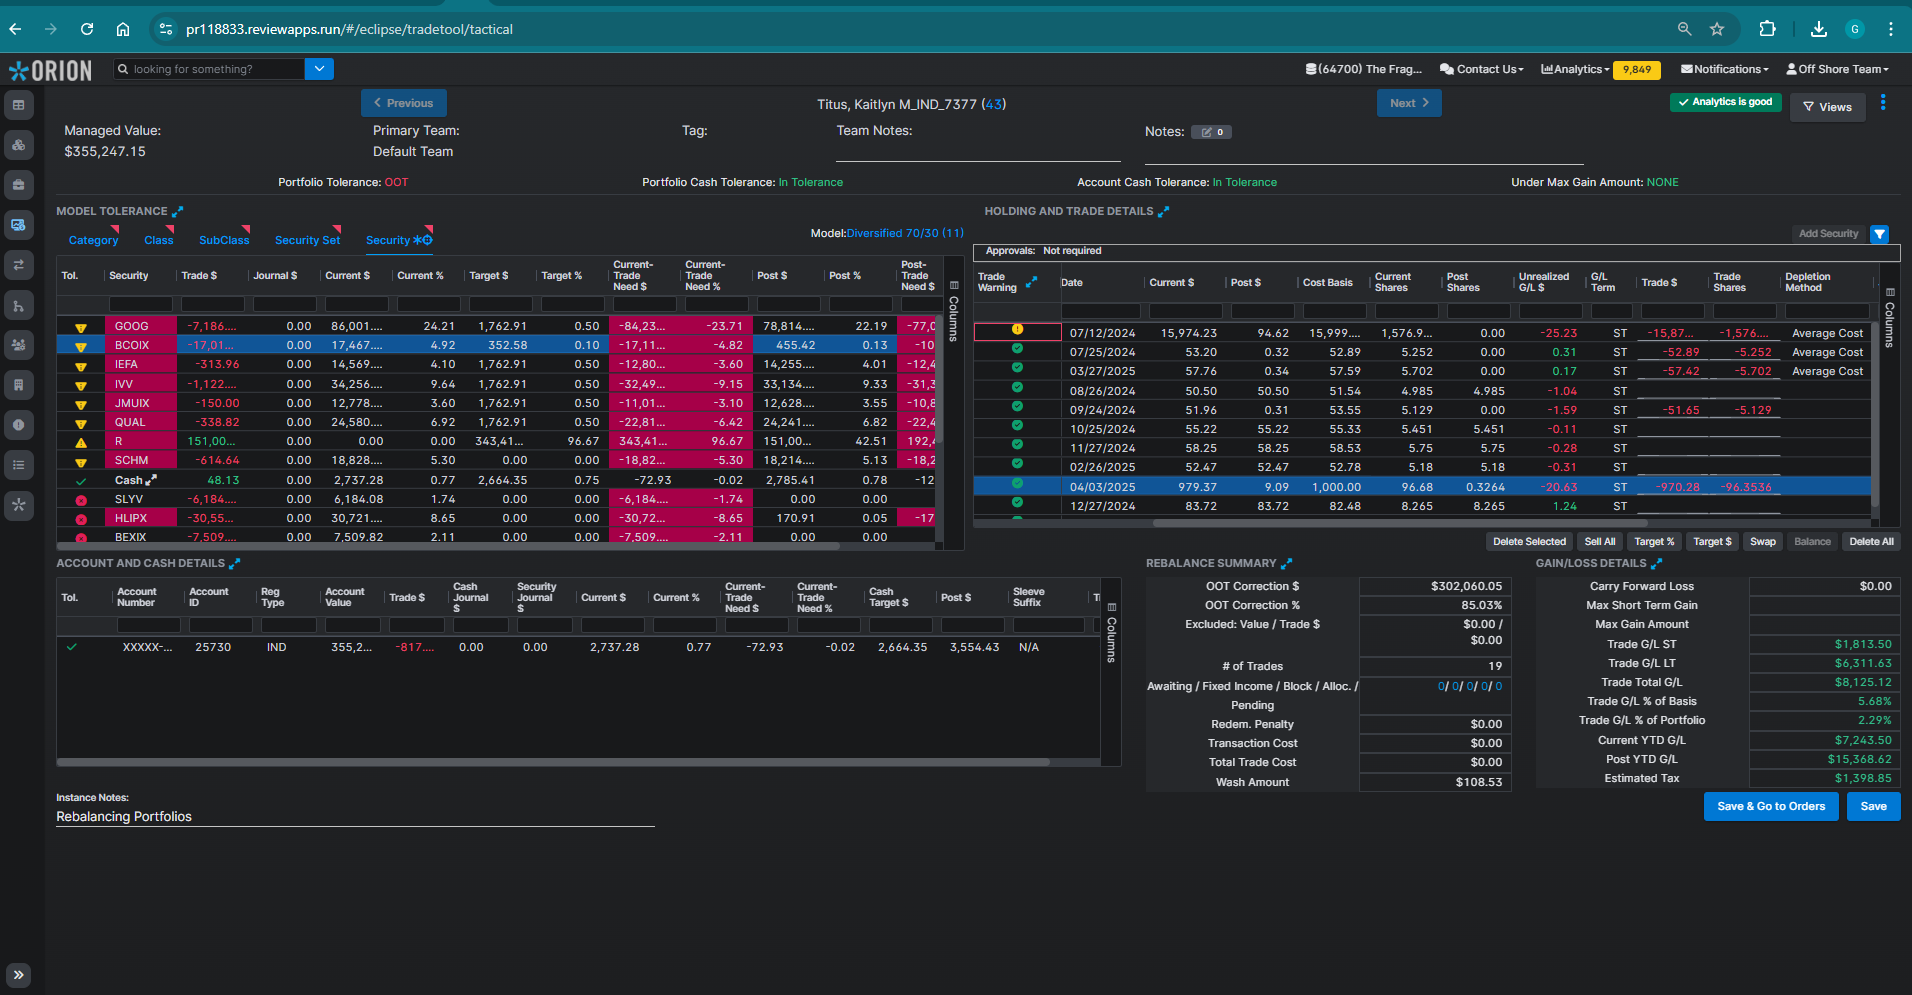 pr118833.reviewapps.run/#/eclipse/tradetool/tactical
G
ORION
looking for something?
(64700) The Frag...
Contact Us
Analytics
9,849
Notifications
Off Shore Team
Previous
Titus, Kaitlyn M_IND_7377 (43)
Next
Analytics is good
Views
Managed Value:
$355,247.15
Primary Team:
Default Team
Tag:
Team Notes:
Notes: 0
Portfolio Tolerance: OOT
Portfolio Cash Tolerance: In Tolerance
Account Cash Tolerance: In Tolerance
Under Max Gain Amount: NONE
MODEL TOLERANCE
Category Class SubClass Security Set Security
Model:Diversified 70/30 (11)
Tol. Security Trade $ Journal $ Current $ Current % Target $ Target % Current-Trade Need $ Current-Trade Need % Post $ Post % Post-Trade Need $
GOOG -7,186.... 0.00 86,001.... 24.21 1,762.91 0.50 -84,23... -23.71 78,814.... 22.19 -77,0
BCOIX -17,01... 0.00 17,467.... 4.92 352.58 0.10 -17,11... -4.82 455.42 0.13 -10
IEFA -313.96 0.00 14,569.... 4.10 1,762.91 0.50 -12,80... -3.60 14,255.... 4.01 -12,4
IVV -1,122.... 0.00 34,256.... 9.64 1,762.91 0.50 -32,49... -9.15 33,134.... 9.33 -31,3
JMUIX -150.00 0.00 12,778.... 3.60 1,762.91 0.50 -11,01... -3.10 12,628.... 3.55 -10,8
QUAL -338.82 0.00 24,580.... 6.92 1,762.91 0.50 -22,81... -6.42 24,241.... 6.82 -22,4
R 151,00... 0.00 0.00 0.00 343,41... 96.67 343,41... 96.67 151,00... 42.51 192,4
SCHM -614.64 0.00 18,828.... 5.30 0.00 0.00 -18,82... -5.30 18,214.... 5.13 -18,2
Cash 48.13 0.00 2,737.28 0.77 2,664.35 0.75 -72.93 -0.02 2,785.41 0.78 -12
SLYV -6,184.... 0.00 6,184.08 1.74 0.00 0.00 -6,184.... -1.74 0.00 0.00
HLIPX -30,55... 0.00 30,721.... 8.65 0.00 0.00 -30,72... -8.65 170.91 0.05 -17
BEXIX -7,509.... 0.00 7,509.82 2.11 0.00 0.00 -7,509.... -2.11 0.00 0.00
Columns
HOLDING AND TRADE DETAILS
Add Security
Approvals: Not required
Trade Warning Date Current $ Post $ Cost Basis Current Shares Post Shares Unrealized G/L $ G/L Term Trade $ Trade Shares Depletion Method
07/12/2024 15,974.23 94.62 15,999.... 1,576.9... 0.00 -25.23 ST -15,87... -1,576.... Average Cost
07/25/2024 53.20 0.32 52.89 5.252 0.00 0.31 ST -52.89 -5.252 Average Cost
03/27/2025 57.76 0.34 57.59 5.702 0.00 0.17 ST -57.42 -5.702 Average Cost
08/26/2024 50.50 50.50 51.54 4.985 4.985 -1.04 ST
09/24/2024 51.96 0.31 53.55 5.129 0.00 -1.59 ST -51.65 -5.129
10/25/2024 55.22 55.22 55.33 5.451 5.451 -0.11 ST
11/27/2024 58.25 58.25 58.53 5.75 5.75 -0.28 ST
02/26/2025 52.47 52.47 52.78 5.18 5.18 -0.31 ST
04/03/2025 979.37 9.09 1,000.00 96.68 0.3264 -20.63 ST -970.28 -96.3536
12/27/2024 83.72 83.72 82.48 8.265 8.265 1.24 ST
Columns
Delete Selected Sell All Target % Target $ Swap Balance Delete All
ACCOUNT AND CASH DETAILS
Tol. Account Number Account ID Reg Type Account Value Trade $ Cash Journal $ Security Journal $ Current $ Current % Current-Trade Need $ Current-Trade Need % Cash Target $ Post $ Sleeve Suffix
XXXXX-... 25730 IND 355,2... -817.... 0.00 0.00 2,737.28 0.77 -72.93 -0.02 2,664.35 3,554.43 N/A
Columns
REBALANCE SUMMARY
OOT Correction $ $302,060.05
OOT Correction % 85.03%
Excluded: Value / Trade $ $0.00 /
$0.00
# of Trades 19
Awaiting / Fixed Income / Block / Alloc. / 0/ 0/ 0/ 0/ 0
Pending
Redem. Penalty $0.00
Transaction Cost $0.00
Total Trade Cost $0.00
Wash Amount $108.53
GAIN/LOSS DETAILS
Carry Forward Loss $0.00
Max Short Term Gain
Max Gain Amount
Trade G/L ST $1,813.50
Trade G/L LT $6,311.63
Trade Total G/L $8,125.12
Trade G/L % of Basis 5.68%
Trade G/L % of Portfolio 2.29%
Current YTD G/L $7,243.50
Post YTD G/L $15,368.62
Estimated Tax $1,398.85
Instance Notes:
Rebalancing Portfolios
Save & Go to Orders
Save